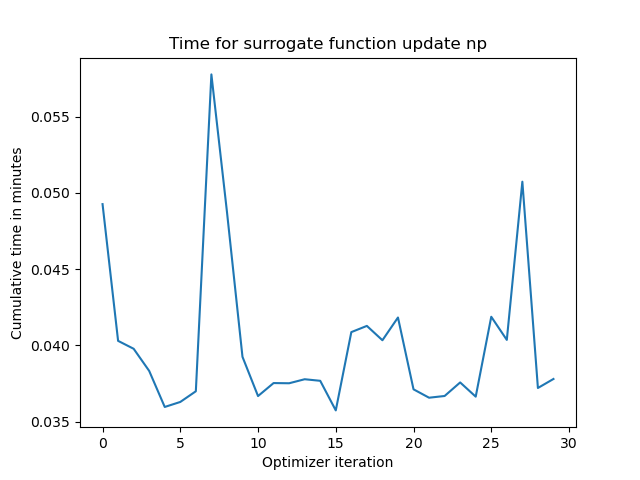 Time for surrogate function update np
Cumulative time in minutes
0.055
0.050
0.045
0.040
0.035
0 5 10 15 20 25 30
Optimizer iteration